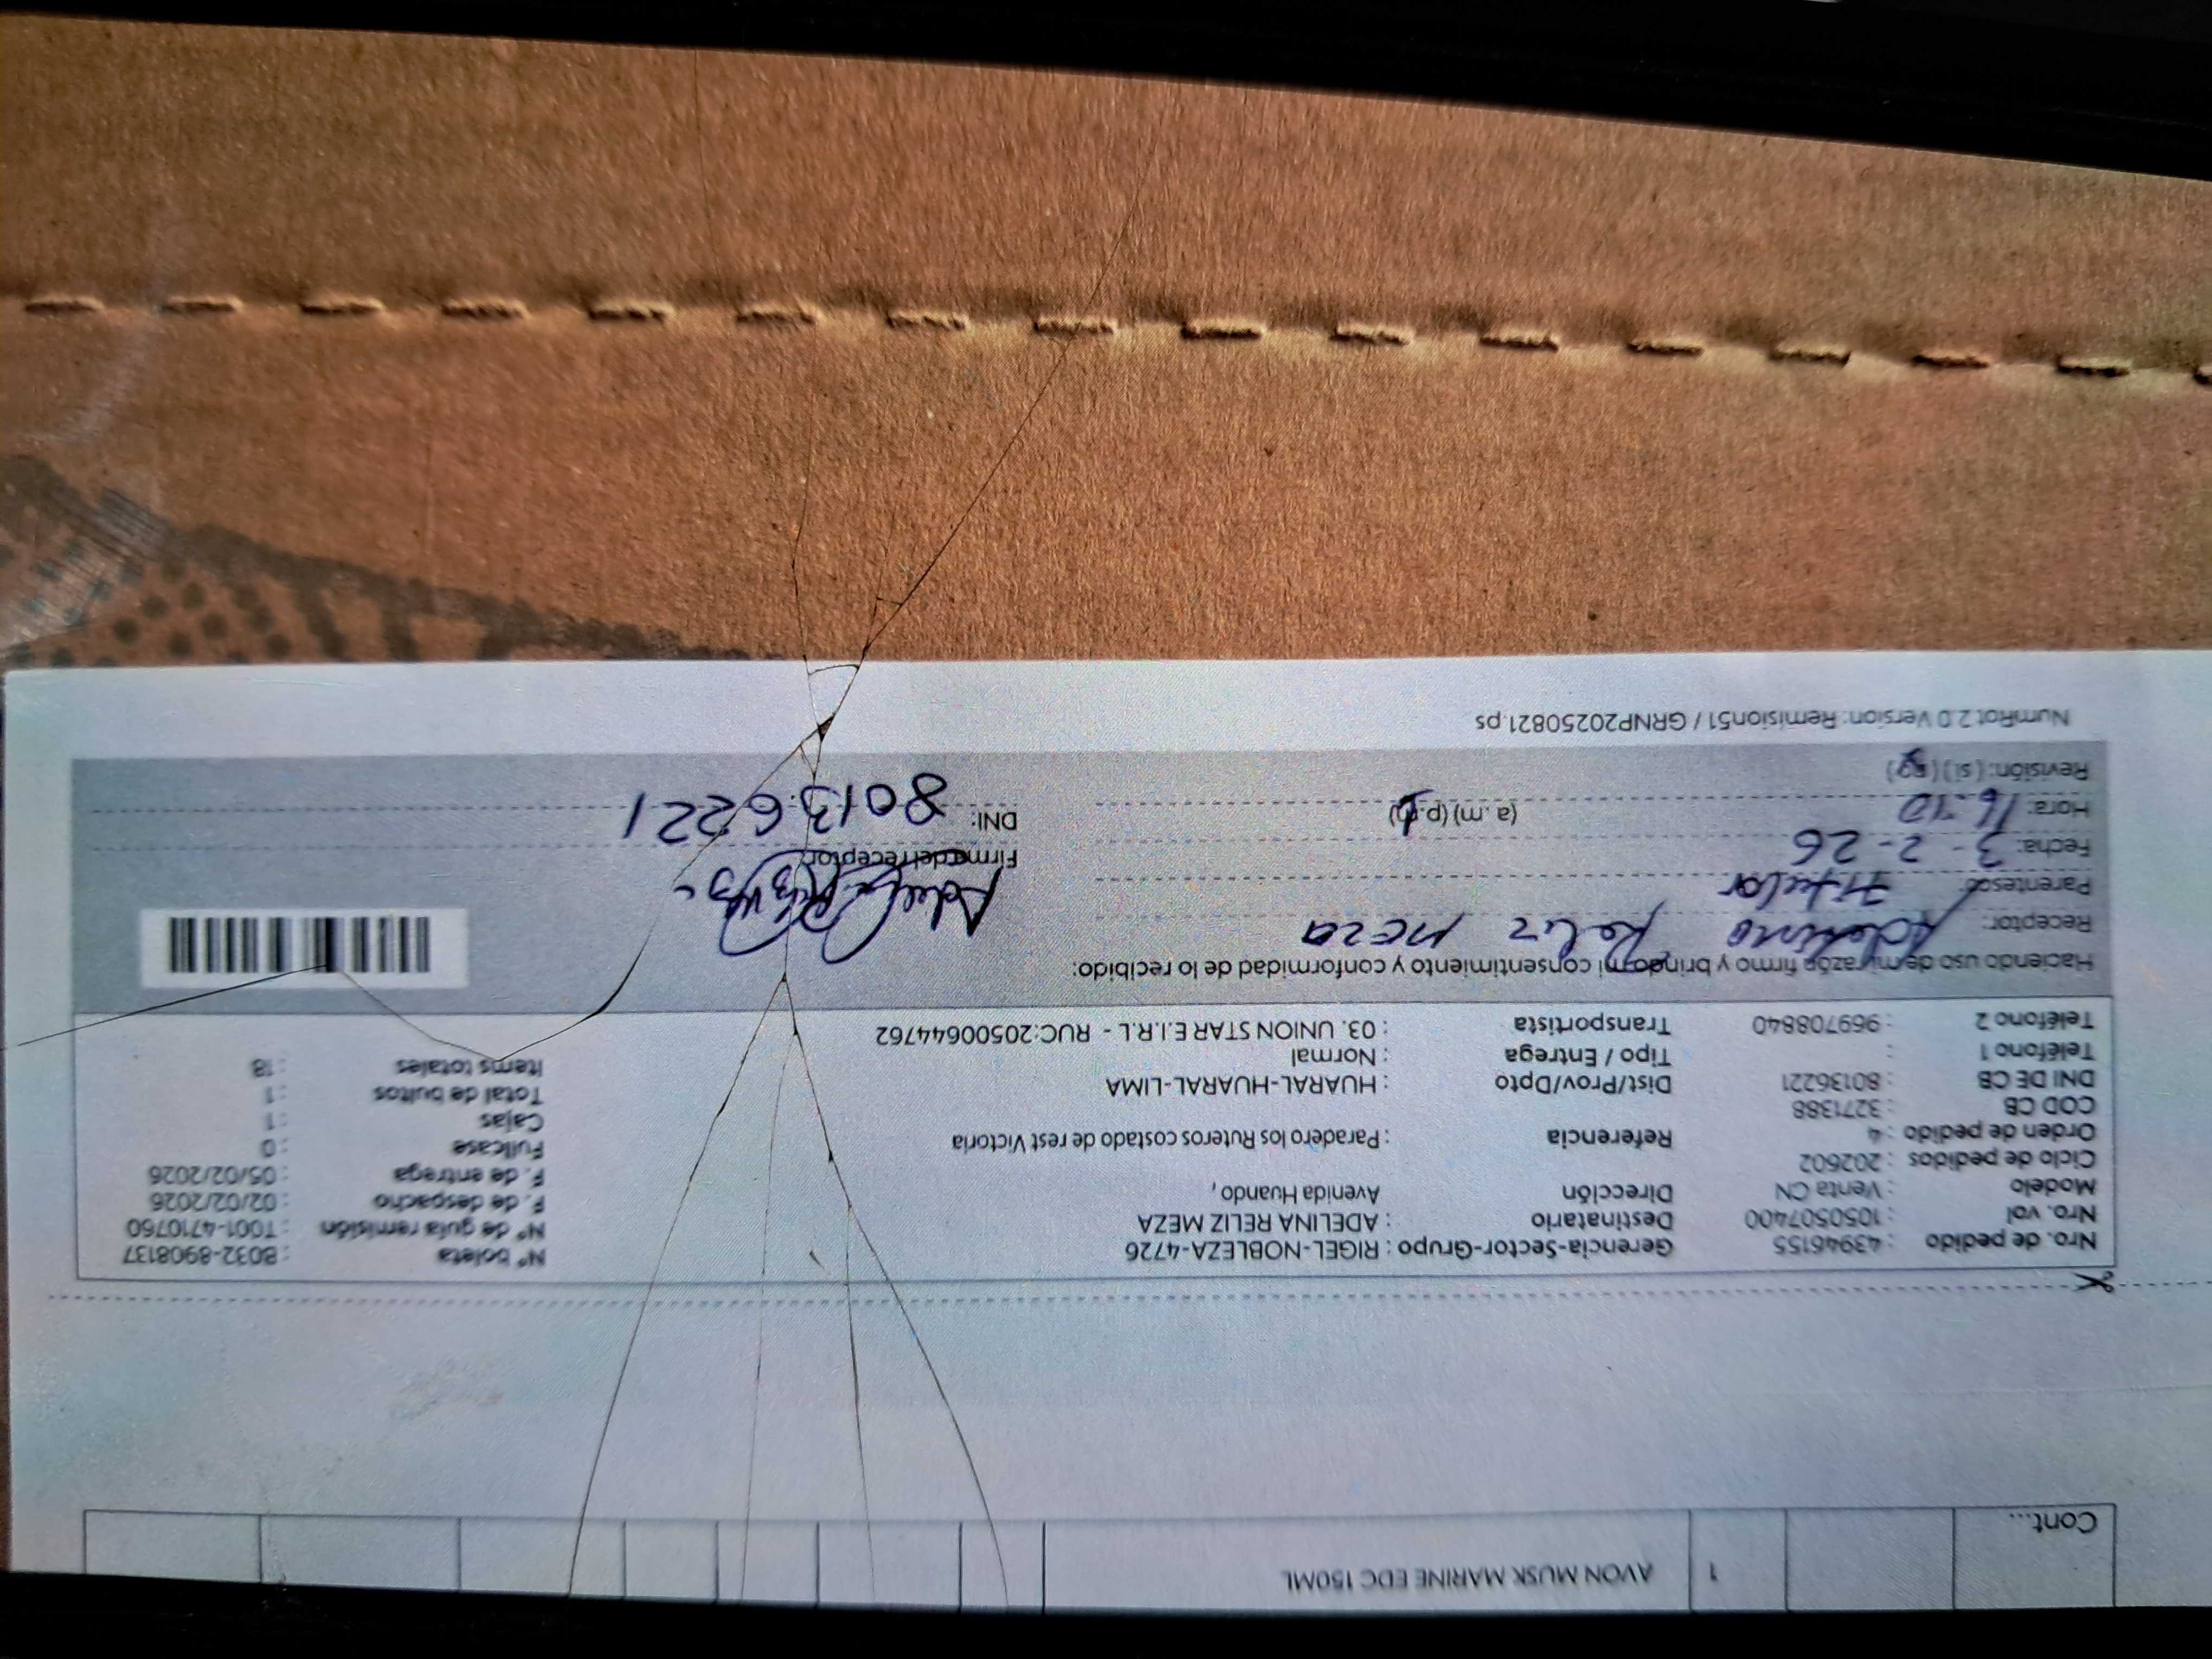 AVON MUSK MARINE EDC 150ML 1
Cont...
Nro. de pedido : 43946155 Gerencia-Sector-Grupo : RIGEL-NOBLEZA-4726 N° boleta : B032-8908137
Nro. vol : 1050507400 Destinatario : ADELINA RELIZ MEZA N° de guía remisión : T001-4710760
Modelo : Venta CN Dirección Avenida Huando, F. de despacho : 02/02/2026
Ciclo de pedidos : 202602 F. de entrega : 05/02/2026
Orden de pedido : 4 Referencia : Paradero los Ruteros costado de rest Victoria Fullcase : 0
COD CB : 3271388 Cajas : 1
DNI DE CB : 80136221 Dist/Prov/Dpto : HUARAL-HUARAL-LIMA Total de bultos : 1
Teléfono 1 : Tipo / Entrega : Normal Items totales : 18
Teléfono 2 : 969708840 Transportista : 03. UNION STAR E.I.R.L - RUC:20500644762
Haciendo uso de mi razón firmo y brindo mi consentimiento y conformidad de lo recibido:
Receptor: Adelina Reliz Meza
Parentesco: Titular
Fecha: 3-2-26 Firma del receptor
Hora: 16:10 (a. m) (p.m) DNI: 80136221
Revisión: (si) (no)
NumRot 2.0 Version: Remision51 / GRNP20250821.ps